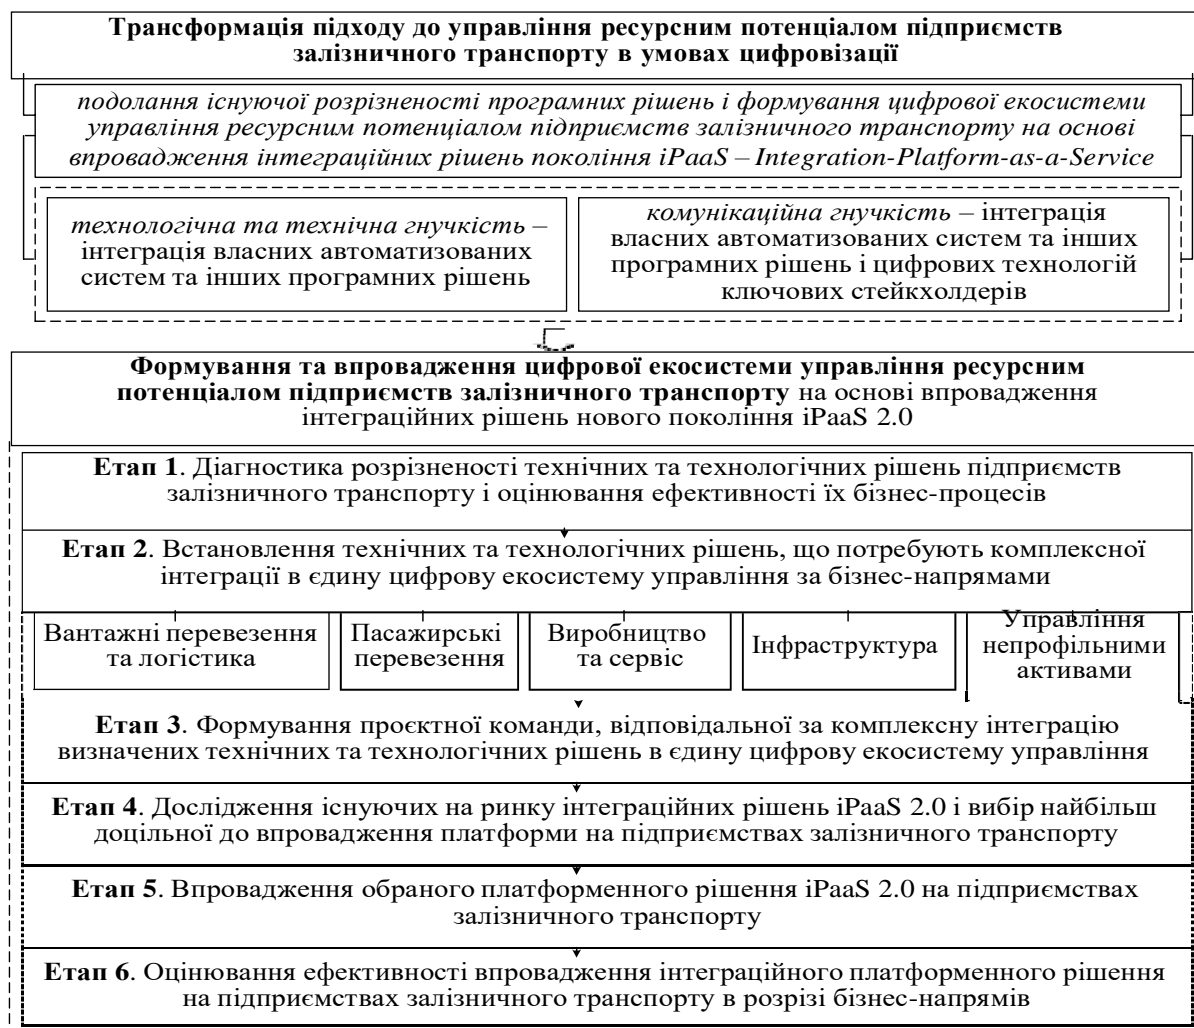 Трансформація підходу до управління ресурсним потенціалом підприємств
залізничного транспорту в умовах цифровізації
подолання існуючої розрізненості програмних рішень і формування цифрової екосистеми
управління ресурсним потенціалом підприємств залізничного транспорту на основі
впровадження інтеграційних рішень покоління iPaaS – Integration-Platform-as-a-Service
технологічна та технічна гнучкість –
інтеграція власних автоматизованих
систем та інших програмних рішень
комунікаційна гнучкість – інтеграція
власних автоматизованих систем та інших
програмних рішень і цифрових технологій
ключових стейкхолдерів
Формування та впровадження цифрової екосистеми управління ресурсним
потенціалом підприємств залізничного транспорту на основі впровадження
інтеграційних рішень нового покоління iPaaS 2.0
Етап 1. Діагностика розрізненості технічних та технологічних рішень підприємств
залізничного транспорту і оцінювання ефективності їх бізнес-процесів
Етап 2. Встановлення технічних та технологічних рішень, що потребують комплексної
інтеграції в єдину цифрову екосистему управління за бізнес-напрямами
Вантажні перевезення
та логістика
Пасажирські
перевезення
Виробництво
та сервіс
Інфраструктура
Управління
непрофільними
активами
Етап 3. Формування проєктної команди, відповідальної за комплексну інтеграцію
визначених технічних та технологічних рішень в єдину цифрову екосистему управління
Етап 4. Дослідження існуючих на ринку інтеграційних рішень iPaaS 2.0 і вибір найбільш
доцільної до впровадження платформи на підприємствах залізничного транспорту
Етап 5. Впровадження обраного платформенного рішення iPaaS 2.0 на підприємствах
залізничного транспорту
Етап 6. Оцінювання ефективності впровадження інтеграційного платформенного рішення
на підприємствах залізничного транспорту в розрізі бізнес-напрямів